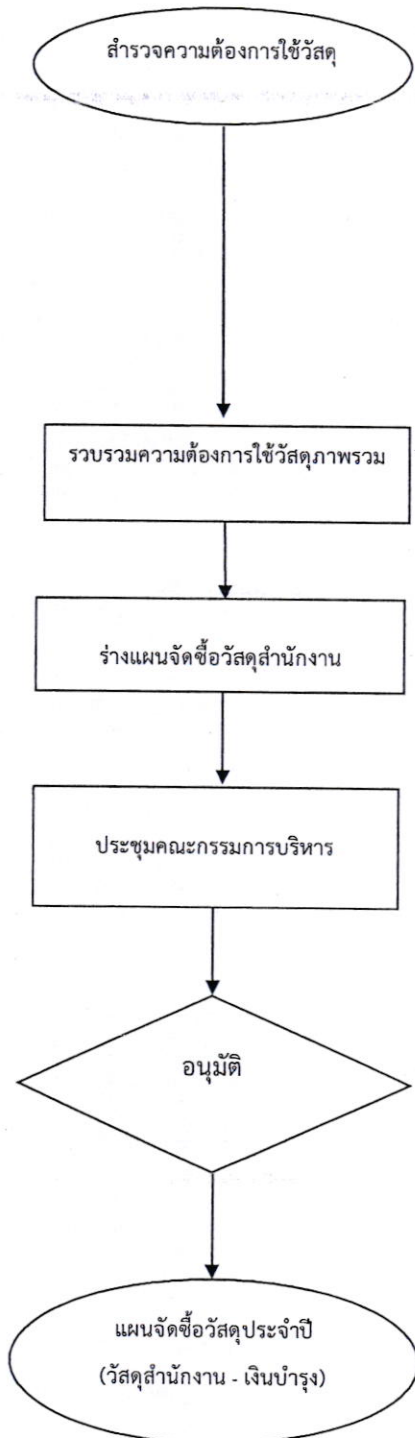 สำรวจความต้องการใช้วัสดุ
รวบรวมความต้องการใช้วัสดุภาพรวม
ร่างแผนจัดซื้อวัสดุสำนักงาน
ประชุมคณะกรรมการบริหาร
อนุมัติ
แผนจัดซื้อวัสดุประจำปี
(วัสดุสำนักงาน - เงินบำรุง)